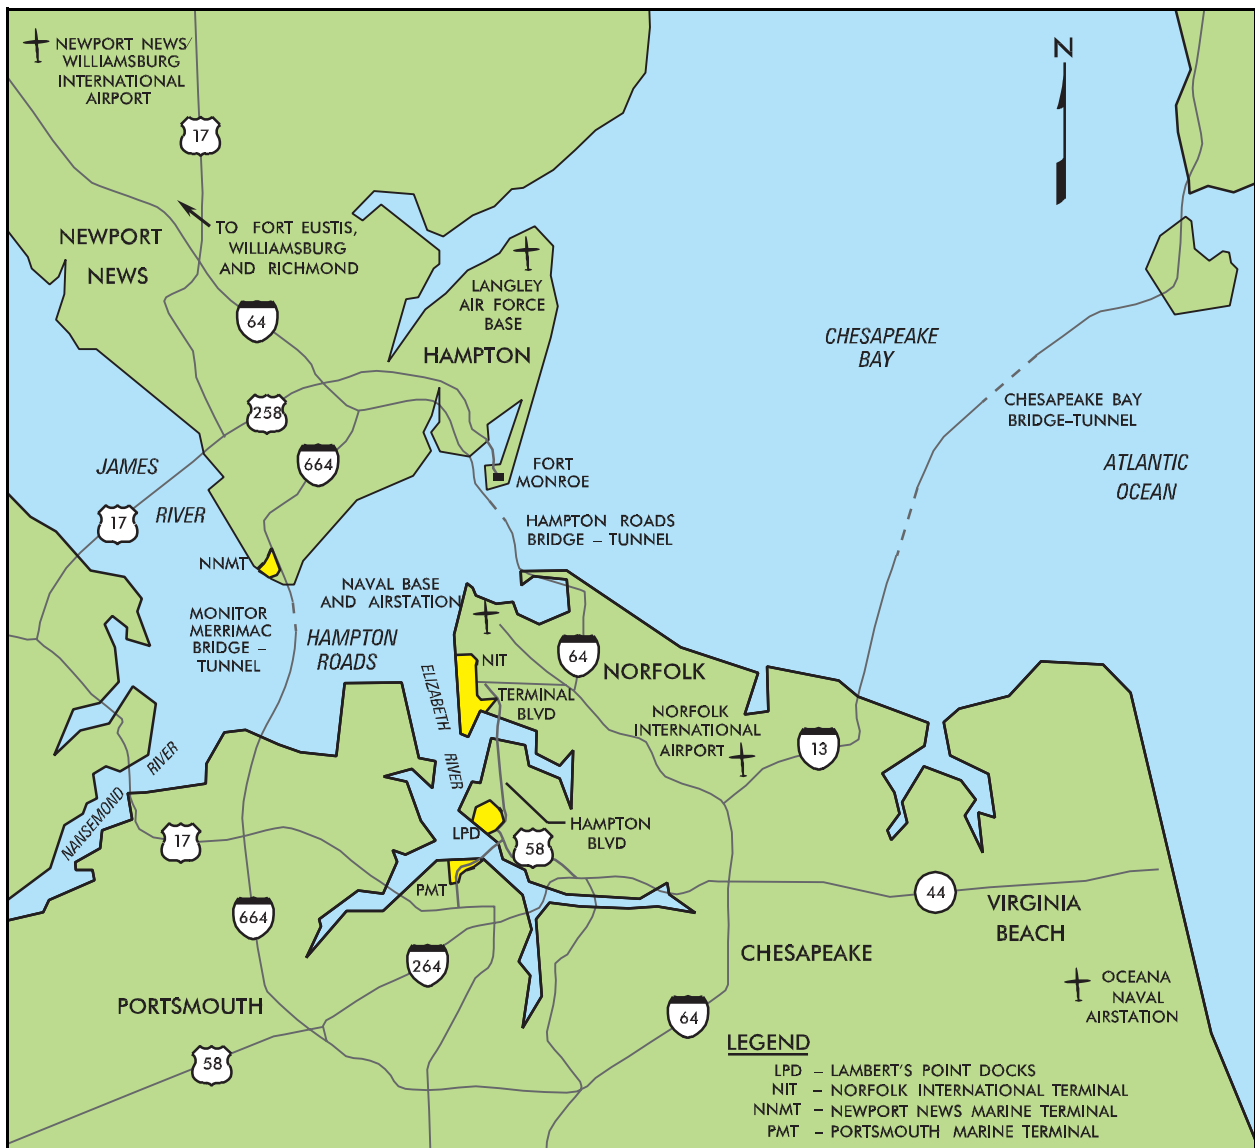 NEWPORT NEWS/
WILLIAMSBURG
INTERNATIONAL
AIRPORT
N
17
TO FORT EUSTIS,
WILLIAMSBURG
AND RICHMOND
NEWPORT
NEWS
LANGLEY
AIR FORCE
BASE
64
HAMPTON
CHESAPEAKE
BAY
258
CHESAPEAKE BAY
BRIDGE–TUNNEL
664
JAMES
RIVER
FORT
MONROE
ATLANTIC
OCEAN
17
HAMPTON ROADS
BRIDGE – TUNNEL
NNMT
NAVAL BASE
AND AIRSTATION
MONITOR
MERRIMAC
BRIDGE –
TUNNEL
HAMPTON
ROADS
64
NIT
NORFOLK
ELIZABETH
RIVER
TERMINAL
BLVD
NORFOLK
INTERNATIONAL
AIRPORT
13
NANSEMOND
RIVER
17
LPD
HAMPTON
BLVD
58
PMT
44
VIRGINIA
BEACH
664
264
CHESAPEAKE
PORTSMOUTH
OCEANA
NAVAL
AIRSTATION
64
58
LEGEND
LPD – LAMBERT'S POINT DOCKS
NIT – NORFOLK INTERNATIONAL TERMINAL
NNMT – NEWPORT NEWS MARINE TERMINAL
PMT – PORTSMOUTH MARINE TERMINAL